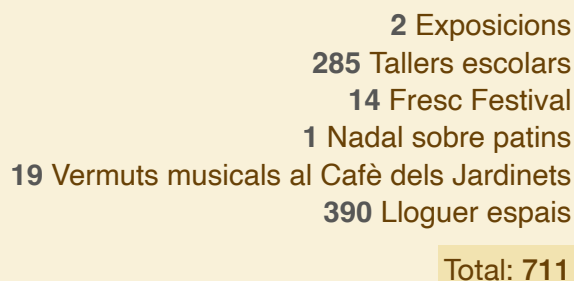 2 Exposicions
285 Tallers escolars
14 Fresc Festival
1 Nadal sobre patins
19 Vermuts musicals al Cafè dels Jardinets
390 Lloguer espais
Total: 711